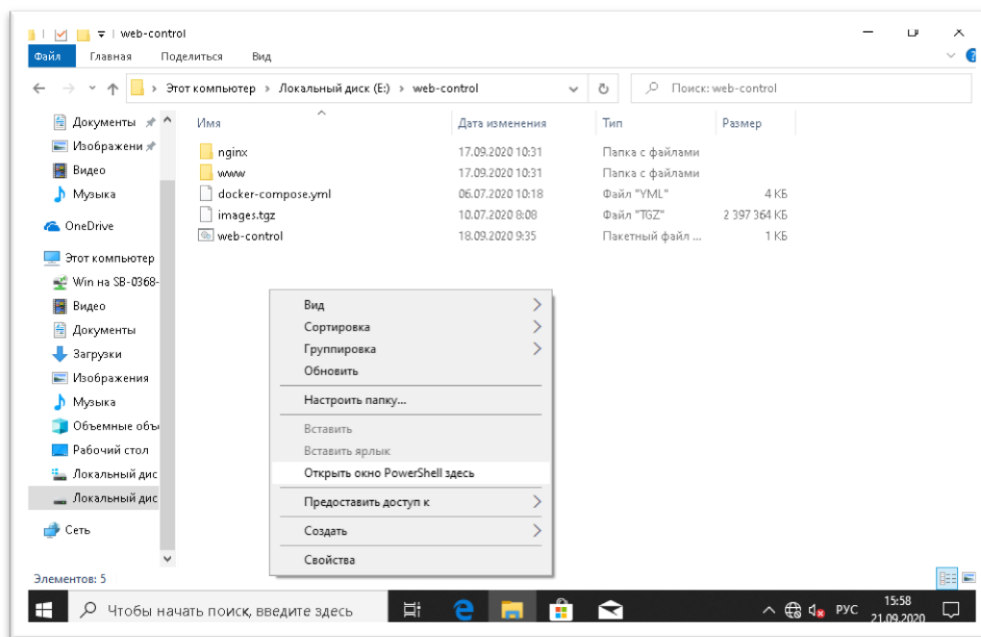 web-control
Файл Главная Поделиться Вид
Этот компьютер › Локальный диск (E:) › web-control
Поиск: web-control
Документы
Изображени
Видео
Музыка
OneDrive
Этот компьютер
Win на SB-0368-
Видео
Документы
Загрузки
Изображения
Музыка
Объемные объ
Рабочий стол
Локальный дис
Локальный дис
Сеть
Имя Дата изменения Тип Размер
nginx 17.09.2020 10:31 Папка с файлами
www 17.09.2020 10:31 Папка с файлами
docker-compose.yml 06.07.2020 10:18 Файл "YML" 4 КБ
images.tgz 10.07.2020 8:08 Файл "TGZ" 2 397 364 КБ
web-control 18.09.2020 9:35 Пакетный файл ... 1 КБ
Вид
Сортировка
Группировка
Обновить
Настроить папку...
Вставить
Вставить ярлык
Открыть окно PowerShell здесь
Предоставить доступ к
Создать
Свойства
Элементов: 5
Чтобы начать поиск, введите здесь
РУС
15:58
21.09.2020